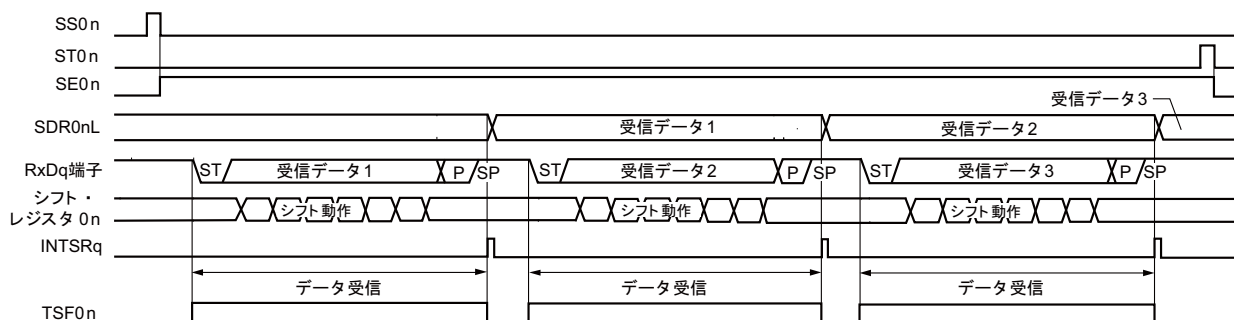 SS0n
ST0n
SE0n
受信データ3
SDR0nL
受信データ1
受信データ2
RxDq端子
ST
受信データ1
P
SP
ST
受信データ2
P
SP
ST
受信データ3
P
SP
シフト・
レジスタ0n
シフト動作
シフト動作
シフト動作
INTSRq
データ受信
データ受信
データ受信
TSF0n